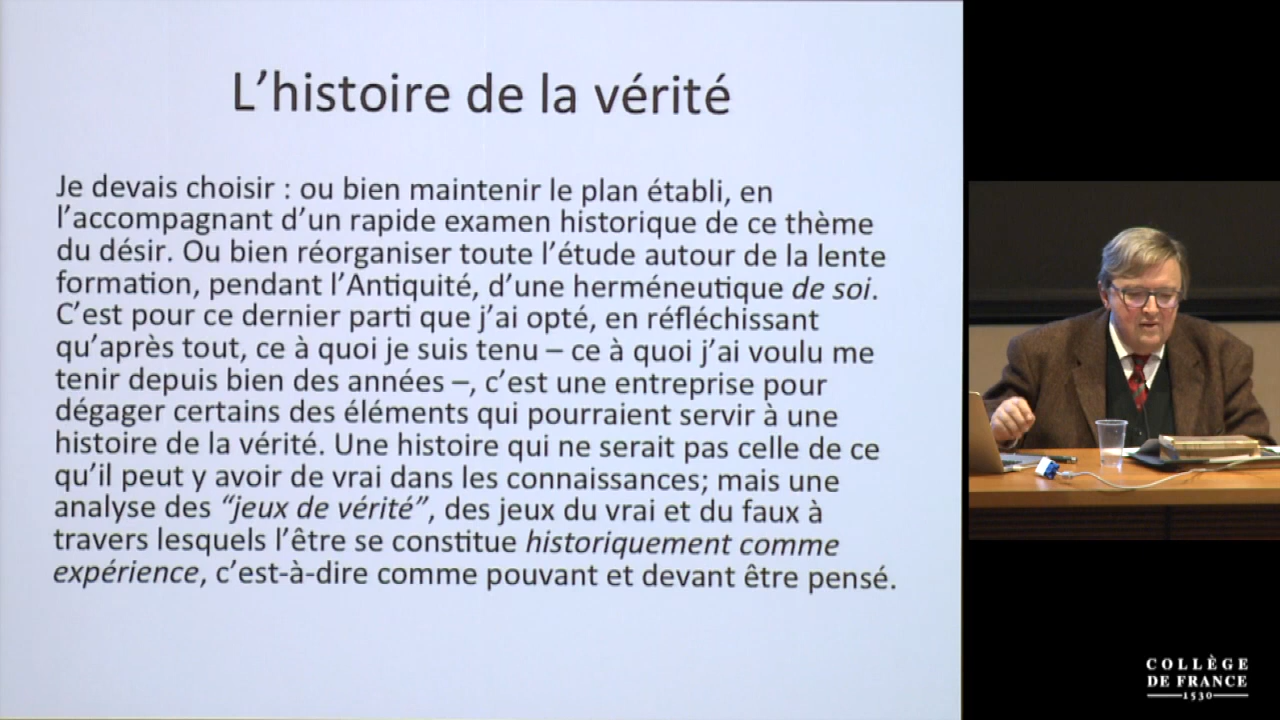 L’histoire de la vérité
Je devais choisir : ou bien maintenir le plan établi, en
l’accompagnant d’un rapide examen historique de ce thème
du désir. Ou bien réorganiser toute l’étude autour de la lente
formation, pendant l’Antiquité, d’une herméneutique de soi.
C’est pour ce dernier parti que j’ai opté, en réfléchissant
qu’après tout, ce à quoi je suis tenu – ce à quoi j’ai voulu me
tenir depuis bien des années –, c’est une entreprise pour
dégager certains des éléments qui pourraient servir à une
histoire de la vérité. Une histoire qui ne serait pas celle de ce
qu’il peut y avoir de vrai dans les connaissances; mais une
analyse des “jeux de vérité”, des jeux du vrai et du faux à
travers lesquels l’être se constitue historiquement comme
expérience, c’est-à-dire comme pouvant et devant être pensé.
COLLÈGE
DE FRANCE
1530